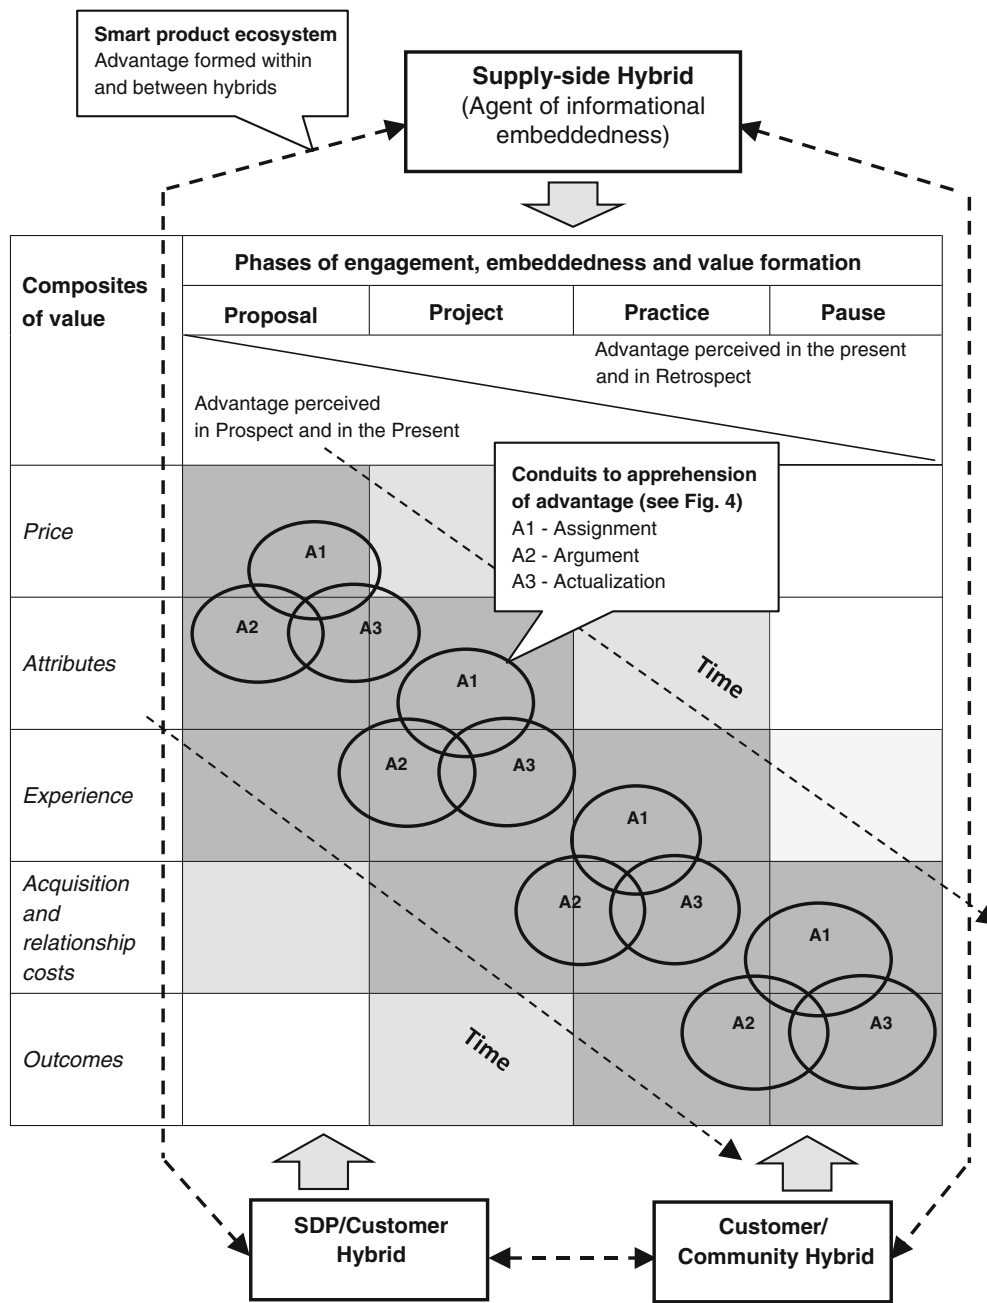 Smart product ecosystem
Advantage formed within
and between hybrids
Supply-side Hybrid
(Agent of informational
embeddedness)
Composites
of value
Phases of engagement, embeddedness and value formation
Proposal
Project
Practice
Pause
Advantage perceived in the present
and in Retrospect
Advantage perceived
in Prospect and in the Present
Conduits to apprehension
of advantage (see Fig. 4)
A1 - Assignment
A2 - Argument
A3 - Actualization
Price
A1
A2
A3
Attributes
A1
Time
A2
A3
Experience
A1
Acquisition
and
relationship
costs
A2
A3
A1
A2
A3
Outcomes
Time
SDP/Customer
Hybrid
Customer/
Community Hybrid